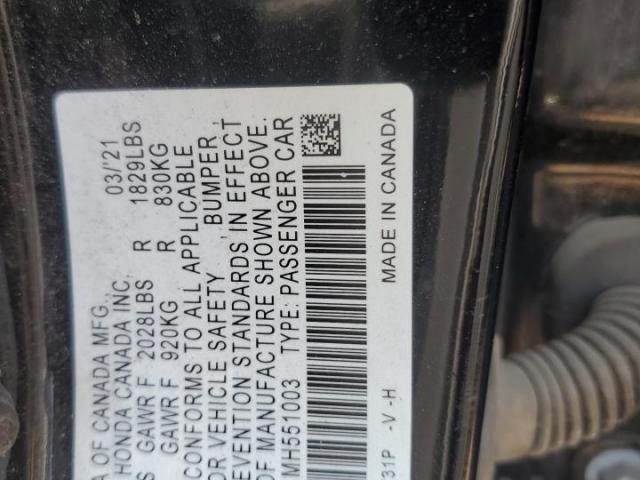 A OF CANADA MFG. 03/'21
HONDA CANADA INC.
S GAWR F 2028LBS R 1829LBS
GAWR F 920KG R 830KG
CONFORMS TO ALL APPLICABLE
OR VEHICLE SAFETY , BUMPER,
EVENTION STANDARDS IN EFFECT
OF MANUFACTURE SHOWN ABOVE.
MH551003 TYPE: PASSENGER CAR
31P -V -H MADE IN CANADA